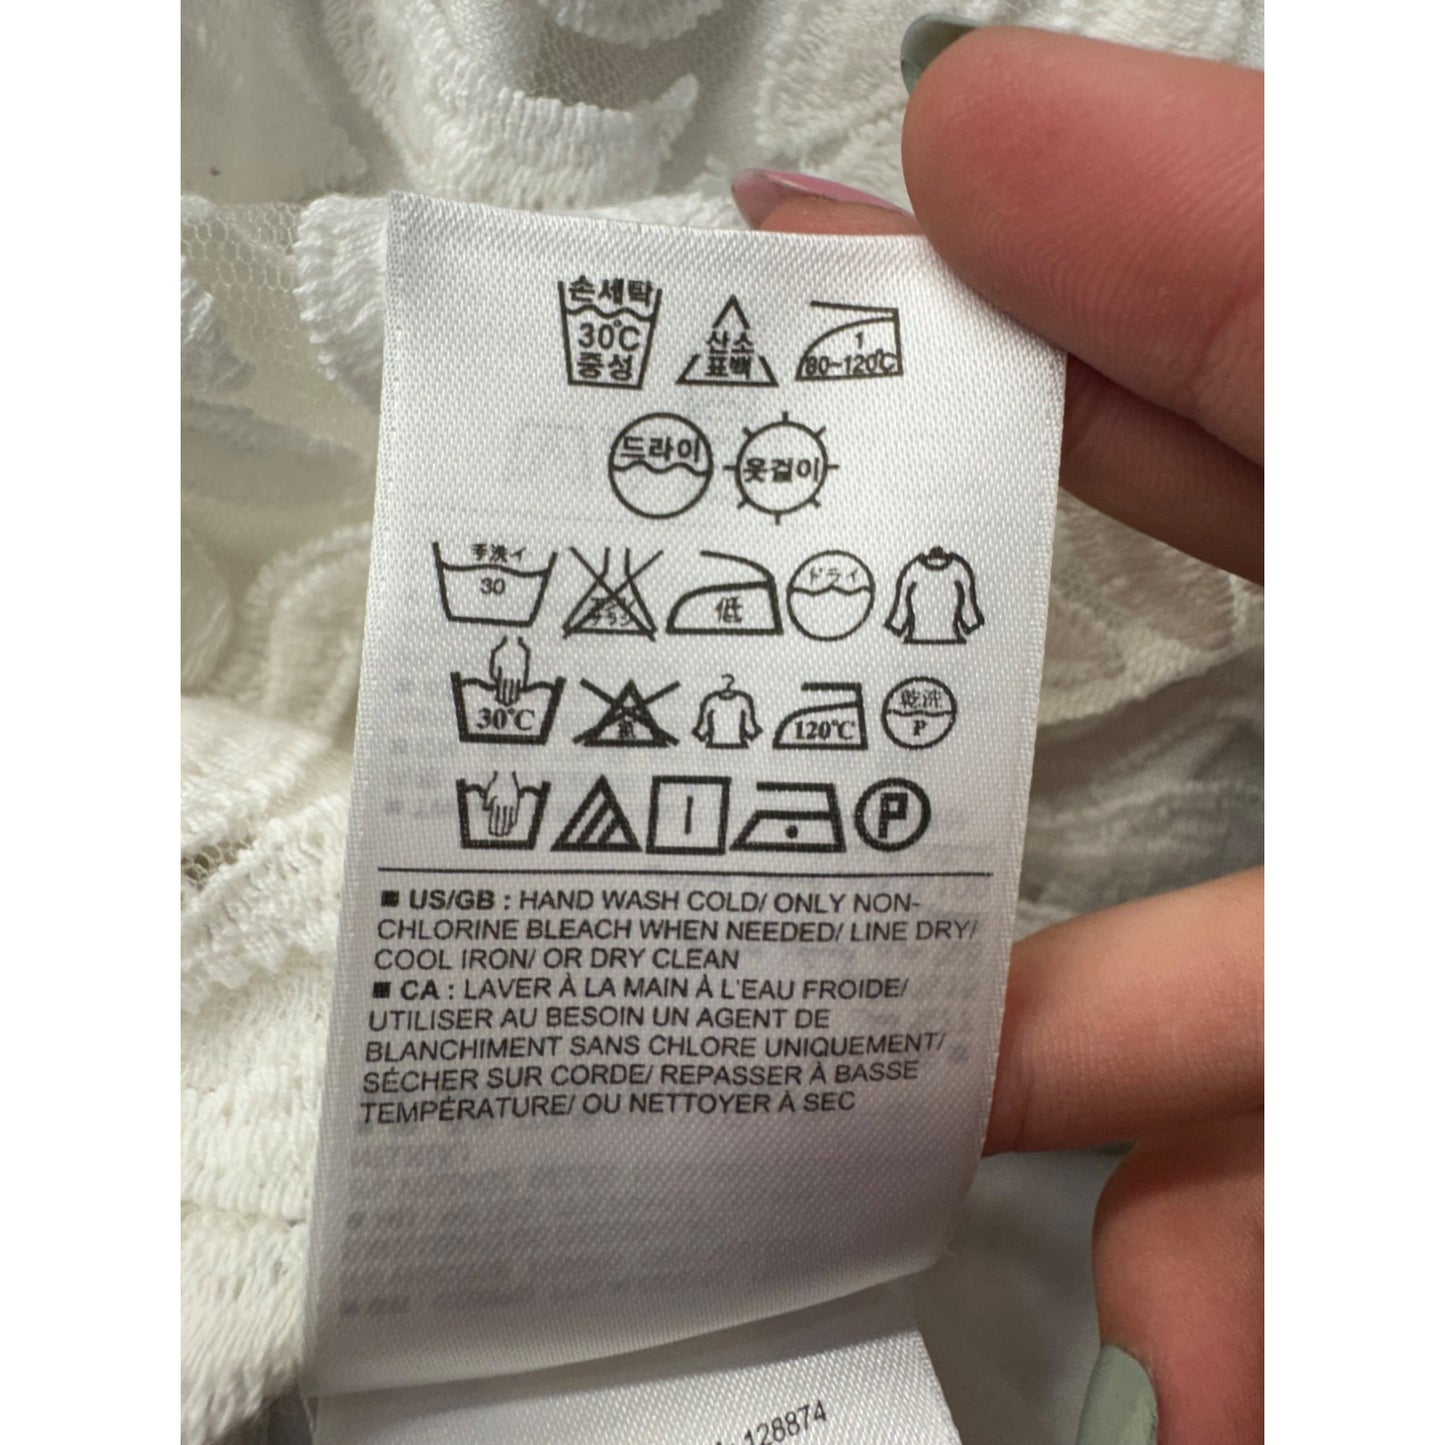 손세탁
30℃
중성
산소
표백
1
80~120℃
드라이
옷걸이
手洗イ
30
低
ドライ
30℃
120℃
乾洗
P
P
■ US/GB : HAND WASH COLD/ ONLY NON-
CHLORINE BLEACH WHEN NEEDED/ LINE DRY/
COOL IRON/ OR DRY CLEAN
■ CA : LAVER À LA MAIN À L'EAU FROIDE/
UTILISER AU BESOIN UN AGENT DE
BLANCHIMENT SANS CHLORE UNIQUEMENT/
SÉCHER SUR CORDE/ REPASSER À BASSE
TEMPÉRATURE/ OU NETTOYER À SEC
128874